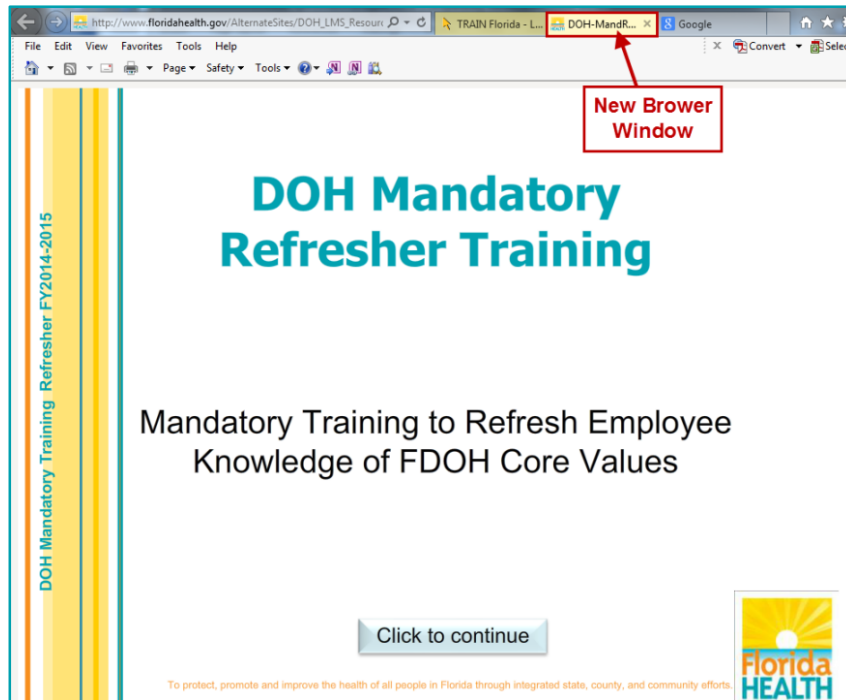 http://www.floridahealth.gov/AlternateSites/DOH_LMS_Resourc
TRAIN Florida - L...
DOH-MandR...
Google
File Edit View Favorites Tools Help
Convert
Selec
Page Safety Tools
New Brower
Window
DOH Mandatory
Refresher Training
DOH Mandatory Training Refresher FY2014-2015
Mandatory Training to Refresh Employee
Knowledge of FDOH Core Values
Click to continue
To protect, promote and improve the health of all people in Florida through integrated state, county, and community efforts.
Florida
HEALTH